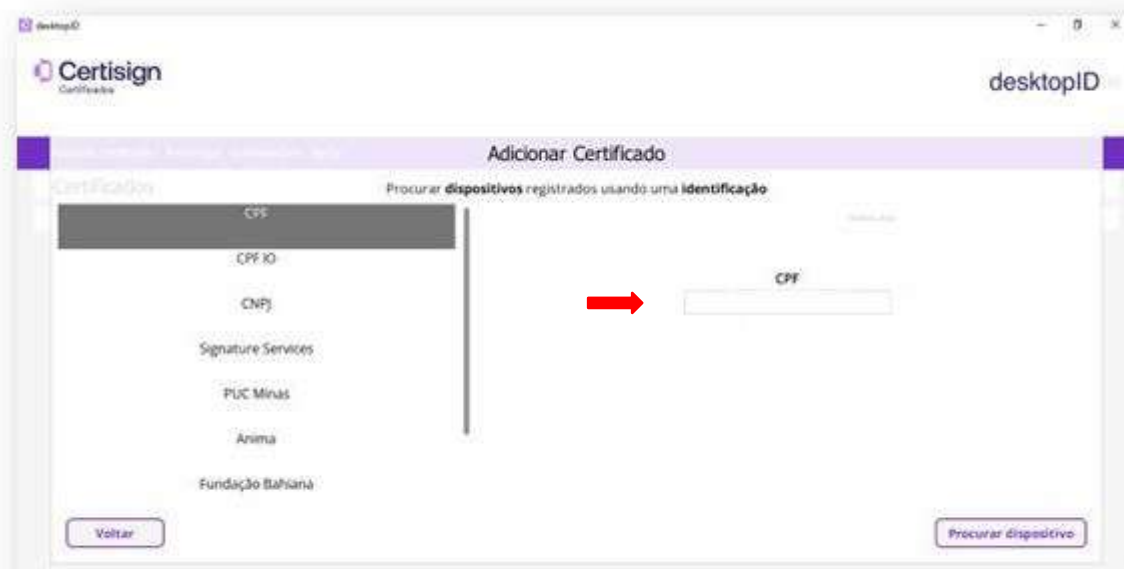 desktopID
Certisign
Certificados
desktopID
Adicionar Certificado
Certificados
Procurar dispositivos registrados usando uma identificação
CPF
CPF IO
CNPJ
Signature Services
PUC Minas
Anima
Fundação Bahiana
CPF
Voltar
Procurar dispositivo